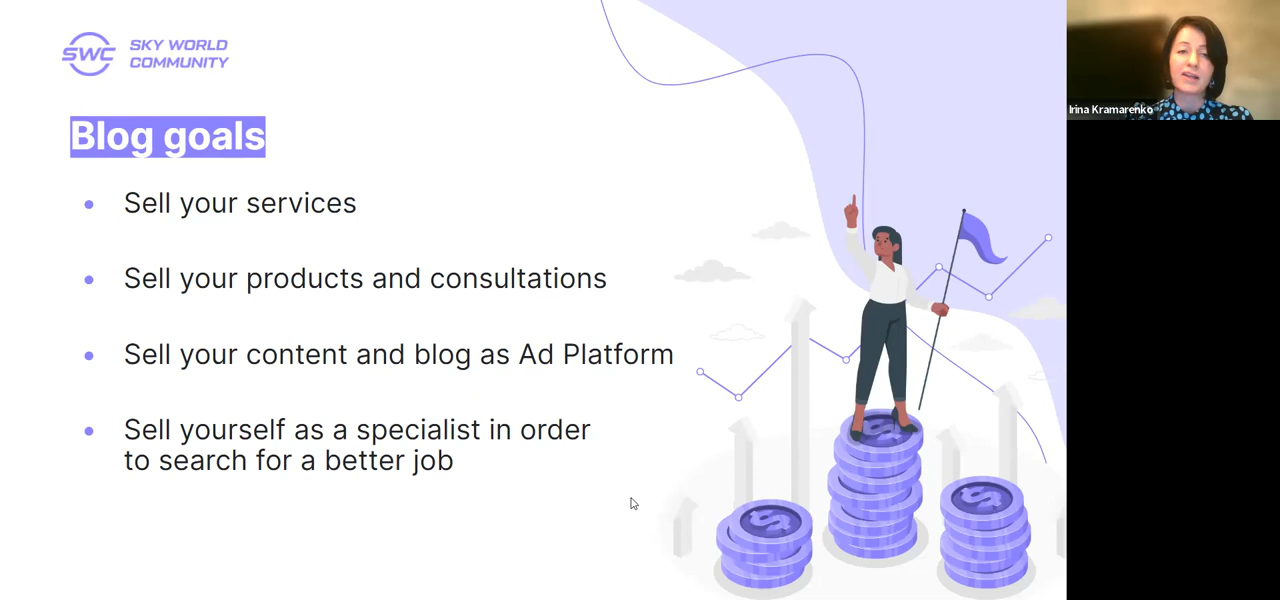 SWC
SKY WORLD
COMMUNITY
Irina Kramarenko
Blog goals
Sell your services
Sell your products and consultations
Sell your content and blog as Ad Platform
Sell yourself as a specialist in order
to search for a better job
$
$
$